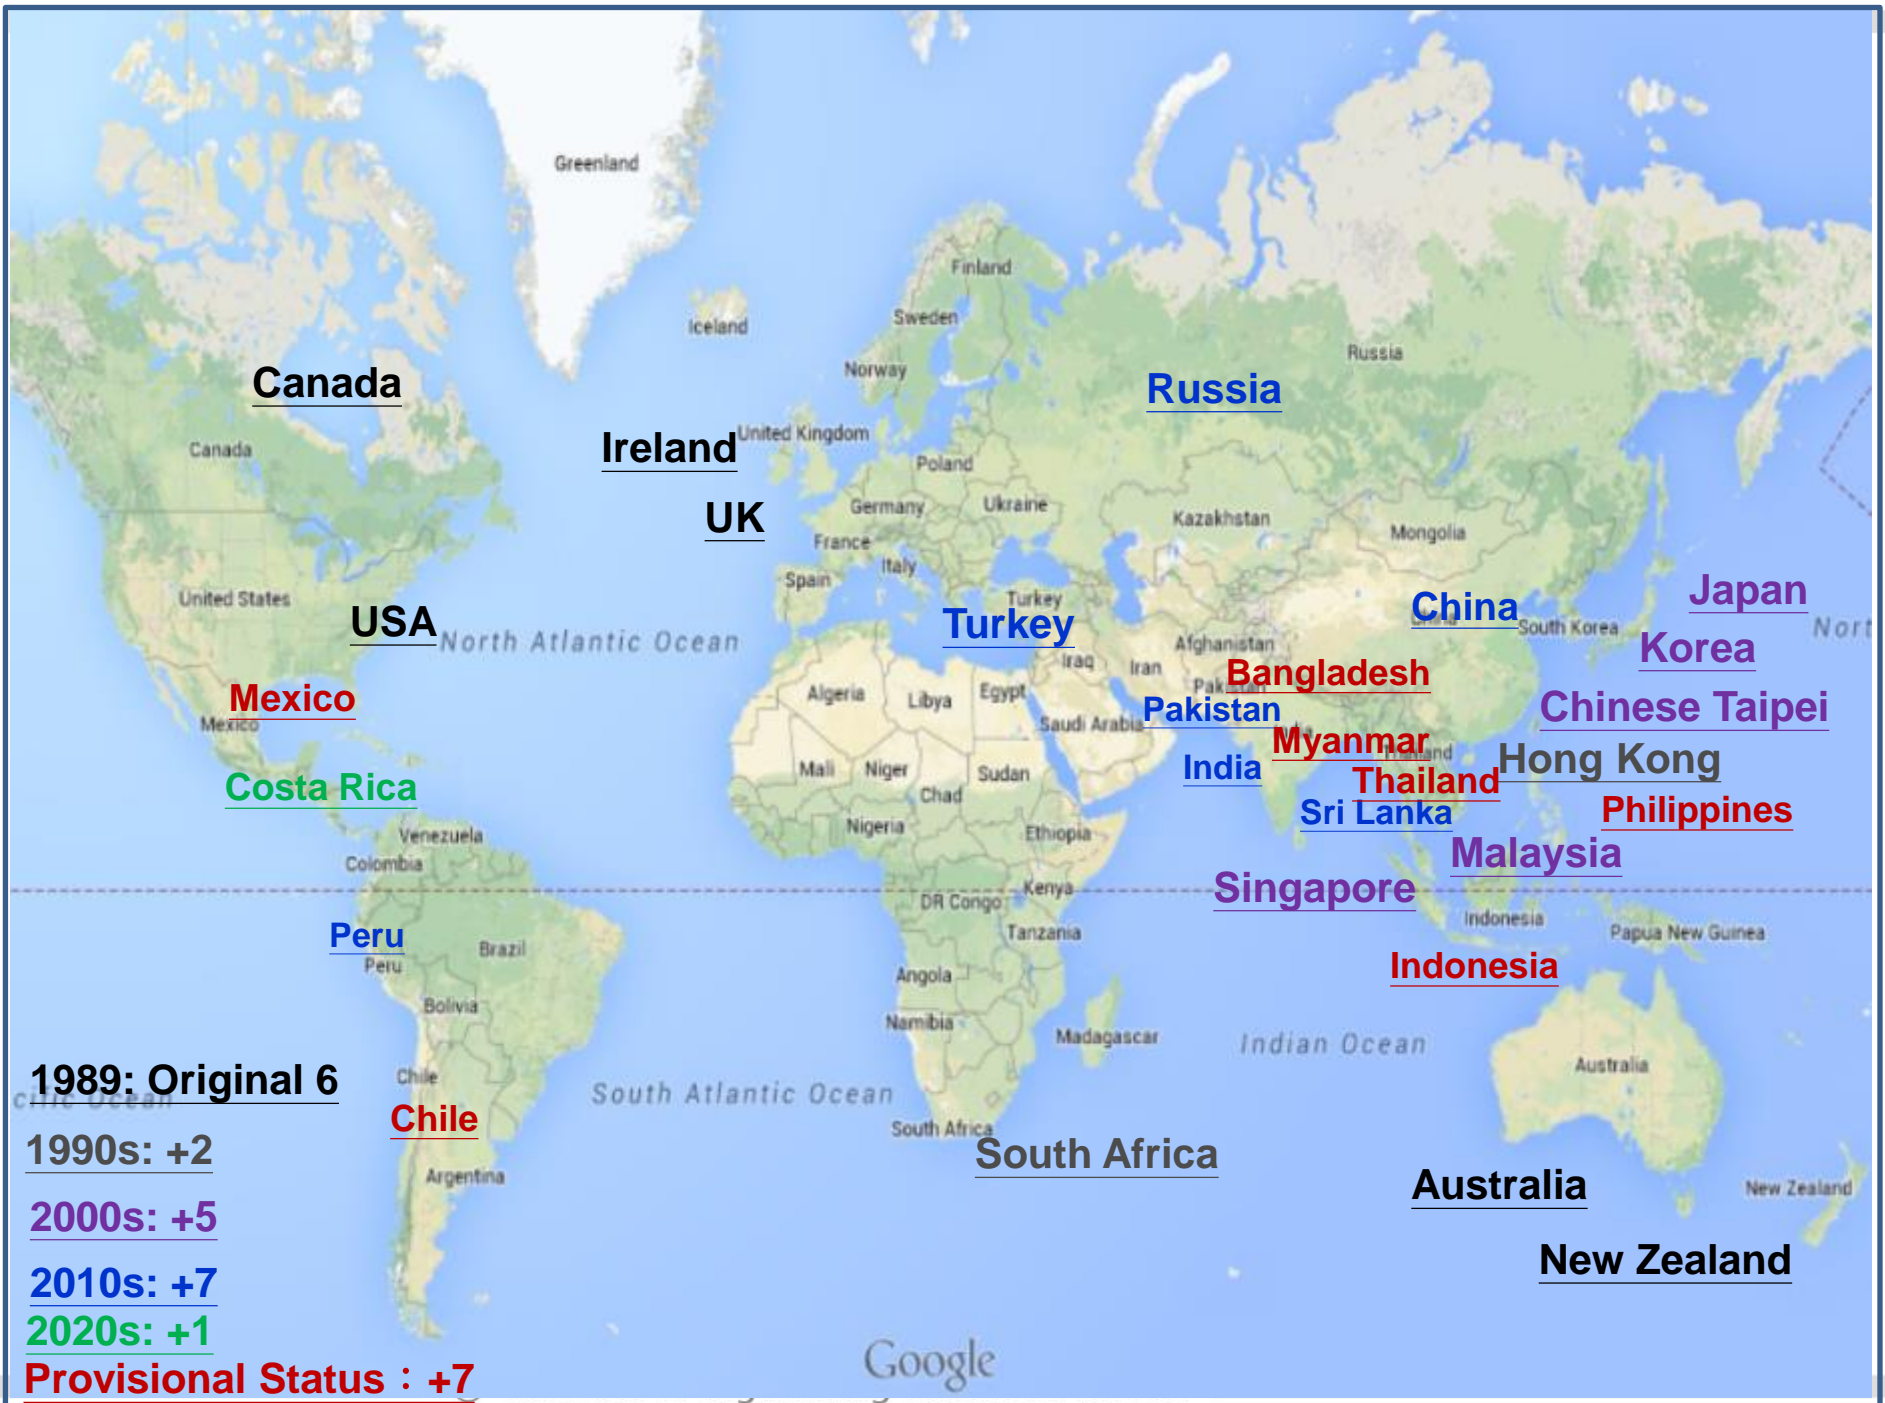 Greenland
Finland
Iceland
Sweden
Russia
Norway
Canada
Russia
United Kingdom
Ireland
Canada
Poland
Germany
Ukraine
UK
Kazakhstan
Mongolia
France
Italy
Spain
United States
Turkey
Japan
China
South Korea
USA
Turkey
North Atlantic Ocean
Nort
Afghanistan
Korea
Iraq
Iran
Bangladesh
Mexico
Algeria
Libya
Egypt
Pakistan
Chinese Taipei
Mexico
Saudi Arabia
Myanmar
Thailand
Hong Kong
India
Mali
Niger
Sudan
Costa Rica
Chad
Thailand
Sri Lanka
Philippines
Nigeria
Ethiopia
Venezuela
Malaysia
Colombia
Kenya
DR Congo
Singapore
Indonesia
Peru
Brazil
Tanzania
Papua New Guinea
Peru
Angola
Indonesia
Bolivia
Namibia
Madagascar
Indian Ocean
Australia
1989: Original 6
Chile
cific Ocean
South Atlantic Ocean
Chile
South Africa
1990s: +2
South Africa
Argentina
Australia
New Zealand
2000s: +5
New Zealand
2010s: +7
2020s: +1
Google
Provisional Status：+7